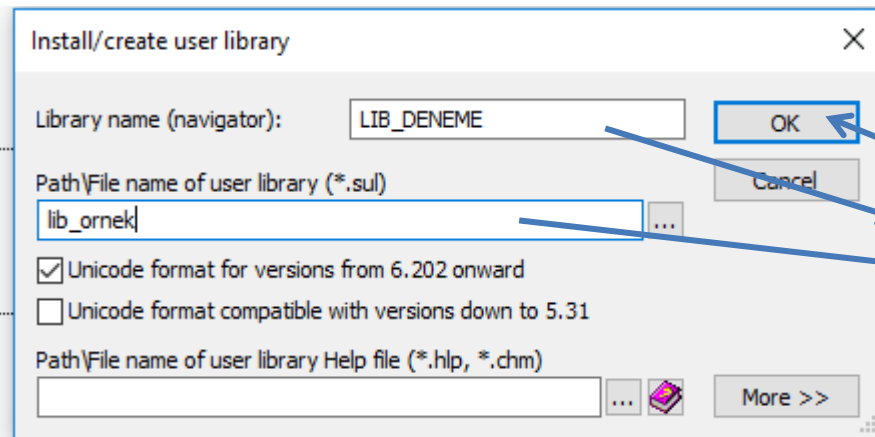 Install/create user library
Library name (navigator): LIB_DENEME OK
Path\File name of user library (*.sul) Cancel
lib_ornek ...
Unicode format for versions from 6.202 onward
Unicode format compatible with versions down to 5.31
Path\File name of user library Help file (*.hlp, *.chm)
... More >>